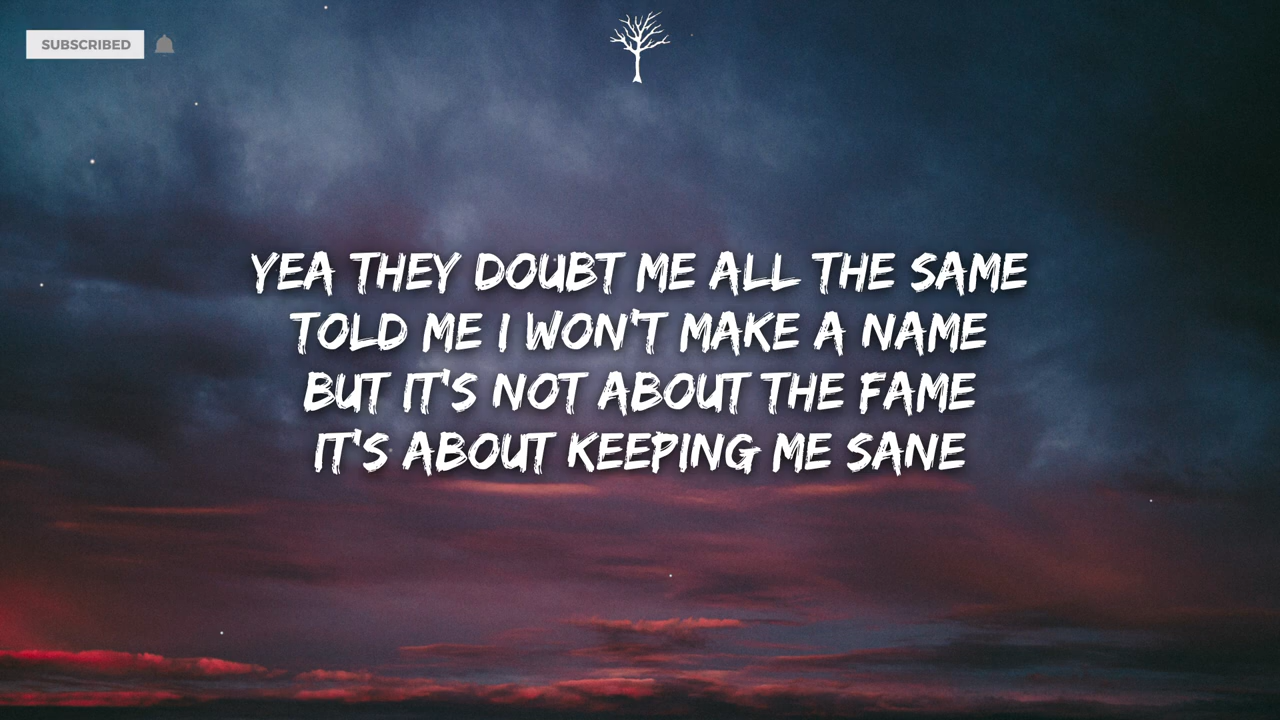 SUBSCRIBED
YEA THEY DOUBT ME ALL THE SAME
TOLD ME I WON'T MAKE A NAME
BUT IT'S NOT ABOUT THE FAME
IT'S ABOUT KEEPING ME SANE